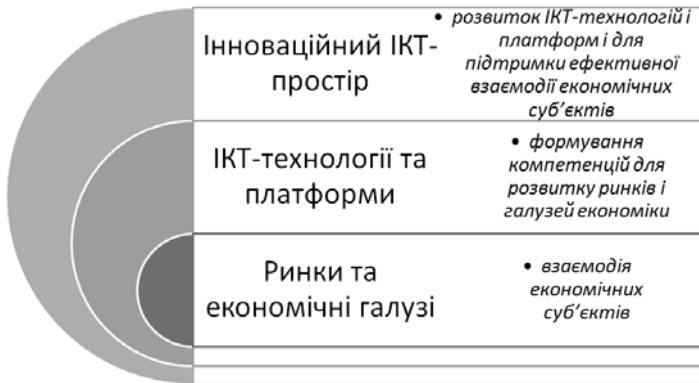 Інноваційний ІКТ-
простір
• розвиток ІКТ-технологій і
платформ і для
підтримки ефективної
взаємодії економічних
суб’єктів
ІКТ-технології та
платформи
• формування
компетенцій для
розвитку ринків і
галузей економіки
Ринки та
економічні галузі
• взаємодія
економічних
суб’єктів